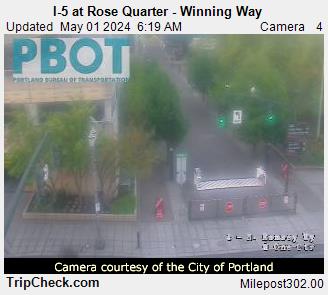 I-5 at Rose Quarter - Winning Way
Updated May 01 2024 6:19 AM Camera 4
PBOT
PORTLAND BUREAU OF TRANSPORTATION
Camera courtesy of the City of Portland
TripCheck.com Milepost302.00